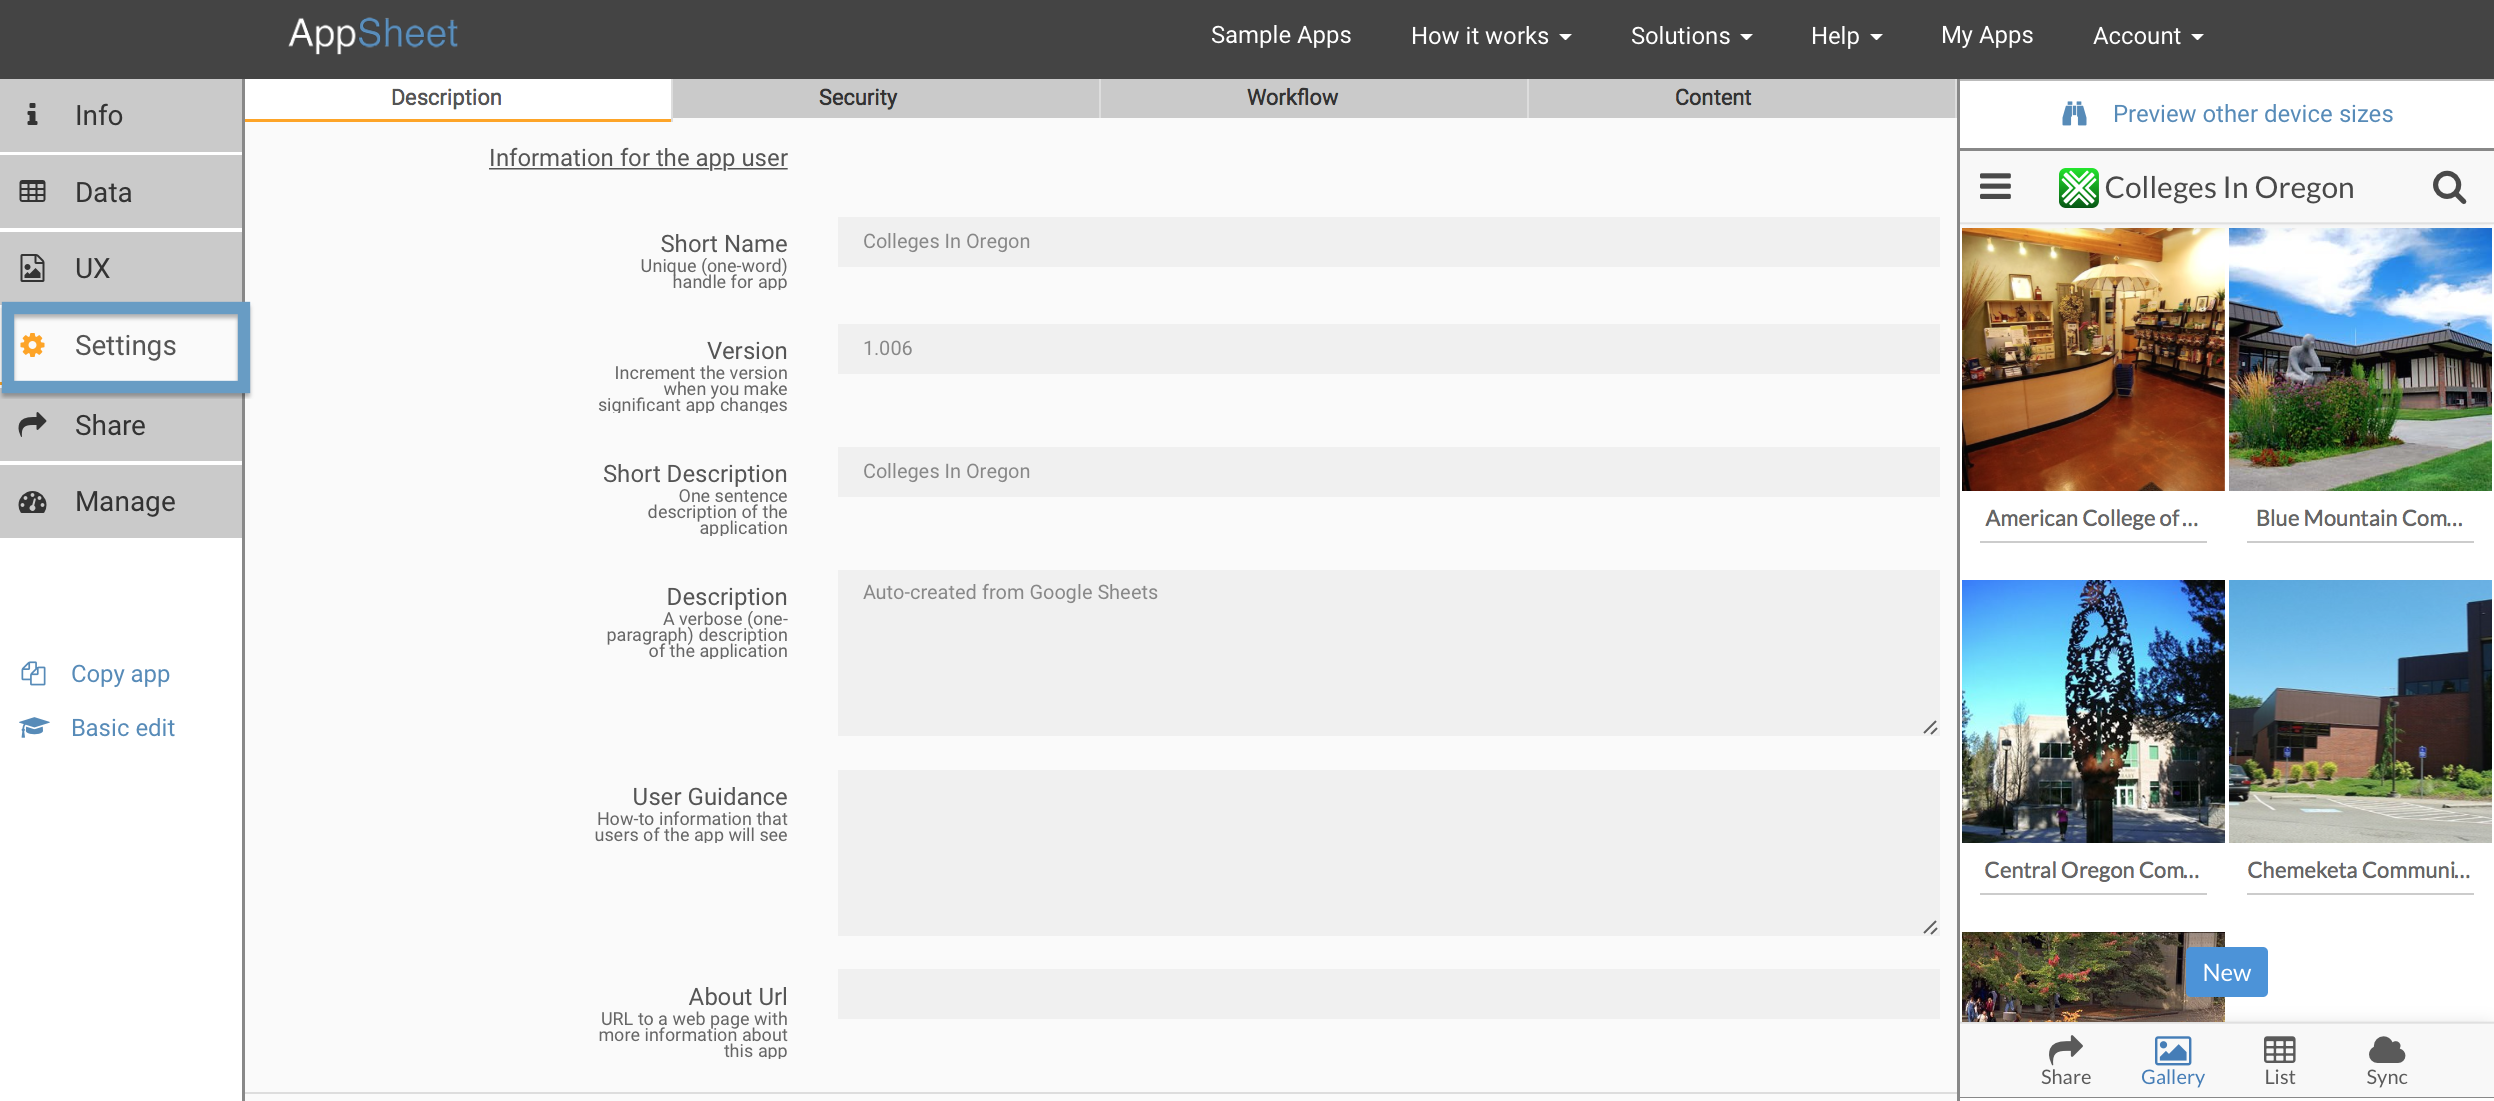 AppSheet
Sample Apps
How it works
Solutions
Help
My Apps
Account
Info
Data
UX
Settings
Share
Manage
Copy app
Basic edit
Description
Security
Workflow
Content
Information for the app user
Short Name
Unique (one-word)
handle for app
Colleges In Oregon
Version
Increment the version
when you make
significant app changes
1.006
Short Description
One sentence
description of the
application
Colleges In Oregon
Description
A verbose (one-
paragraph) description
of the application
Auto-created from Google Sheets
User Guidance
How-to information that
users of the app will see
About Url
URL to a web page with
more information about
this app
Preview other device sizes
Colleges In Oregon
American College of...
Blue Mountain Com...
Central Oregon Com...
Chemeketa Communi...
New
Share
Gallery
List
Sync